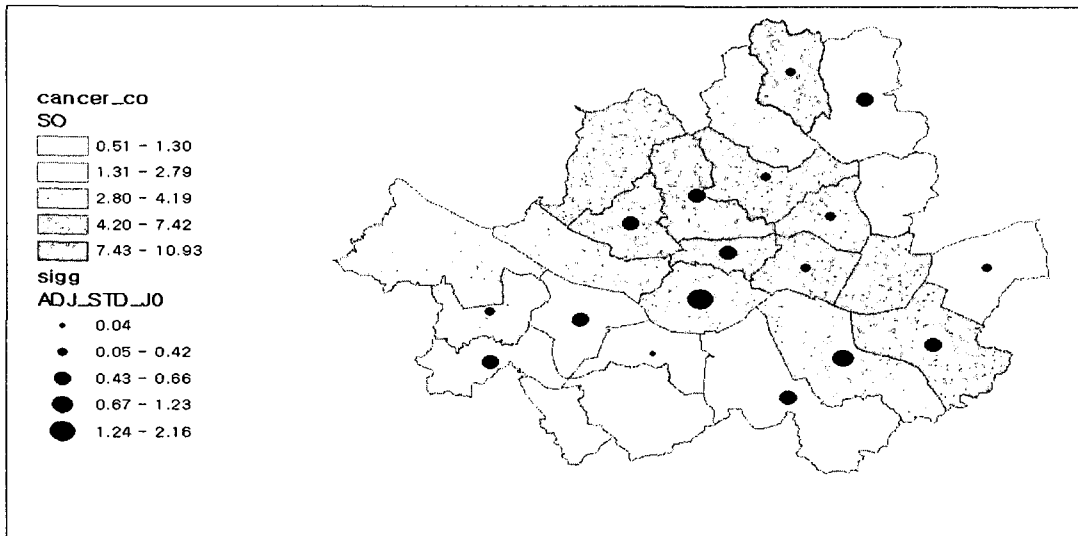 cancer_co
SO
0.51 - 1.30
1.31 - 2.79
2.80 - 4.19
4.20 - 7.42
7.43 - 10.93
sigg
ADJ_STD_J0
0.04
0.05 - 0.42
0.43 - 0.66
0.67 - 1.23
1.24 - 2.16